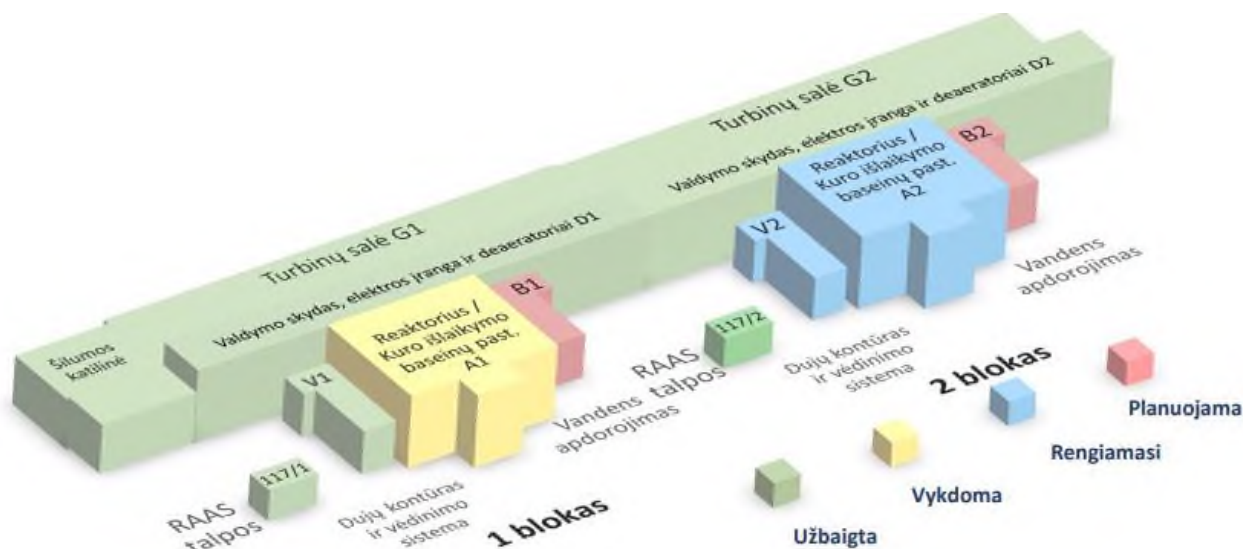 Turbinų salė G2
Valdymo skydas, elektros įranga ir deaeratoriai D2
Reaktorius /
Kuro išlaikymo
baseinų past.
A2
B2
V2
Turbinų salė G1
Valdymo skydas, elektros įranga ir deaeratoriai D1
Reaktorius /
Kuro išlaikymo
baseinų past.
A1
B1
V1
Šilumos
katilinė
117/2
RAAS
talpos
Vandens
apdorojimas
Dujų kontūras
ir vėdinimo
sistema
2 blokas
117/1
RAAS
talpos
Vandens
apdorojimas
Dujų kontūras
ir vėdinimo
sistema
1 blokas
Planuojama
Rengiamasi
Vykdoma
Užbaigta